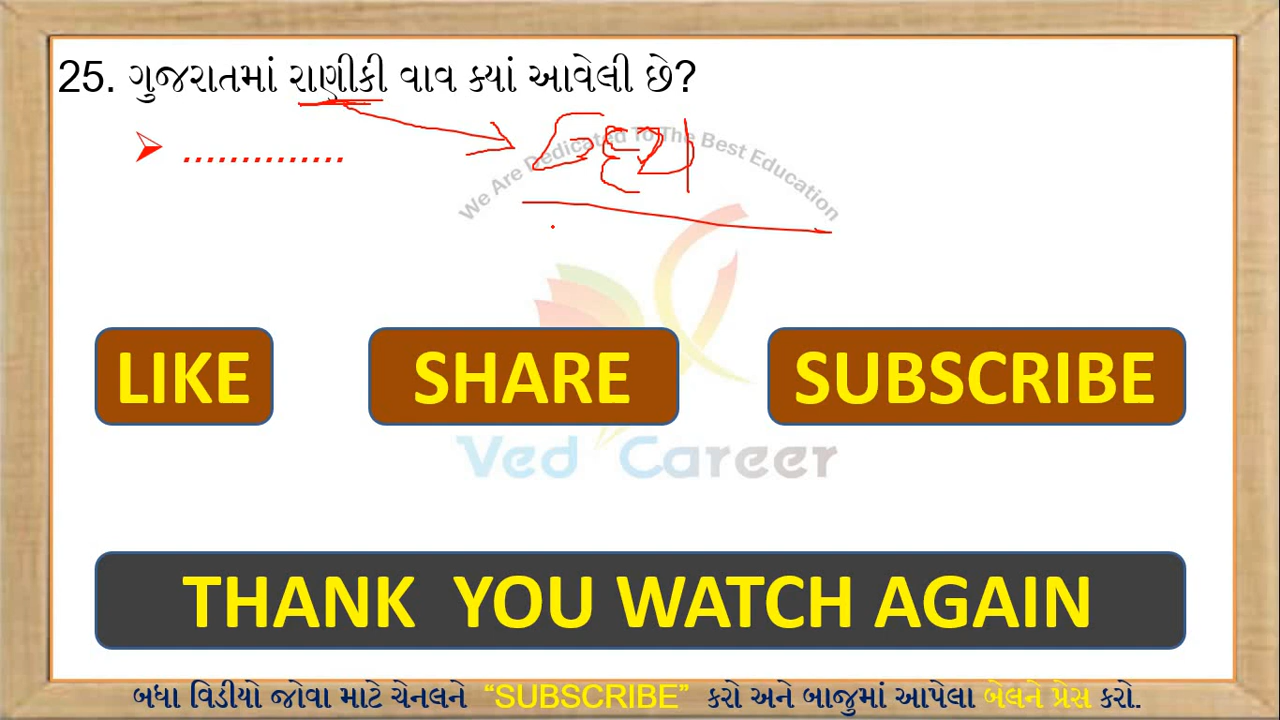 25. ગુજરાતમાં રાણીકી વાવ ક્યાં આવેલી છે?
..............
We Are Dedicated To The Best Education
LIKE SHARE SUBSCRIBE
Ved Career
THANK YOU WATCH AGAIN
બધા વિડીયો જોવા માટે ચેનલને “SUBSCRIBE” કરો અને બાજુમાં આપેલા બેલને પ્રેસ કરો.